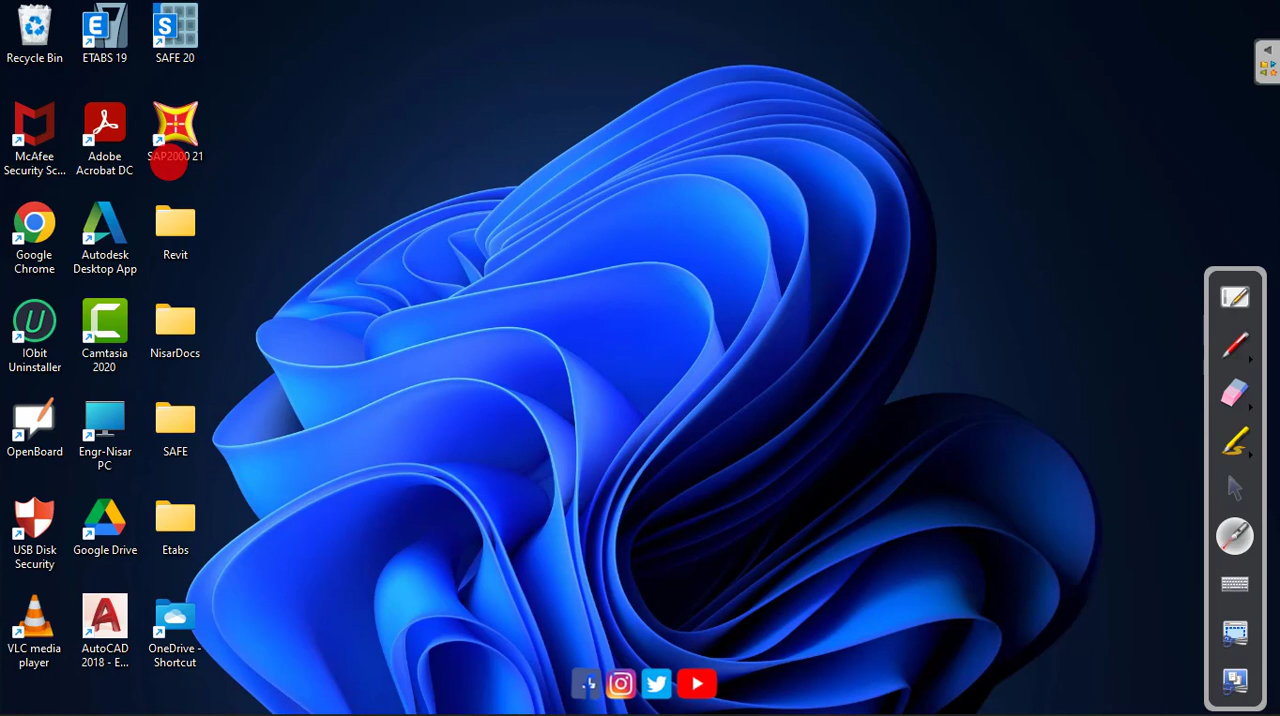 Recycle Bin
ETABS 19
SAFE 20
McAfee
Security Sc...
Adobe
Acrobat DC
SAP2000 21
Google
Chrome
Autodesk
Desktop App
Revit
IObit
Uninstaller
Camtasia
2020
NisarDocs
OpenBoard
Engr-Nisar
PC
SAFE
USB Disk
Security
Google Drive
Etabs
VLC media
player
AutoCAD
2018 - E...
OneDrive -
Shortcut